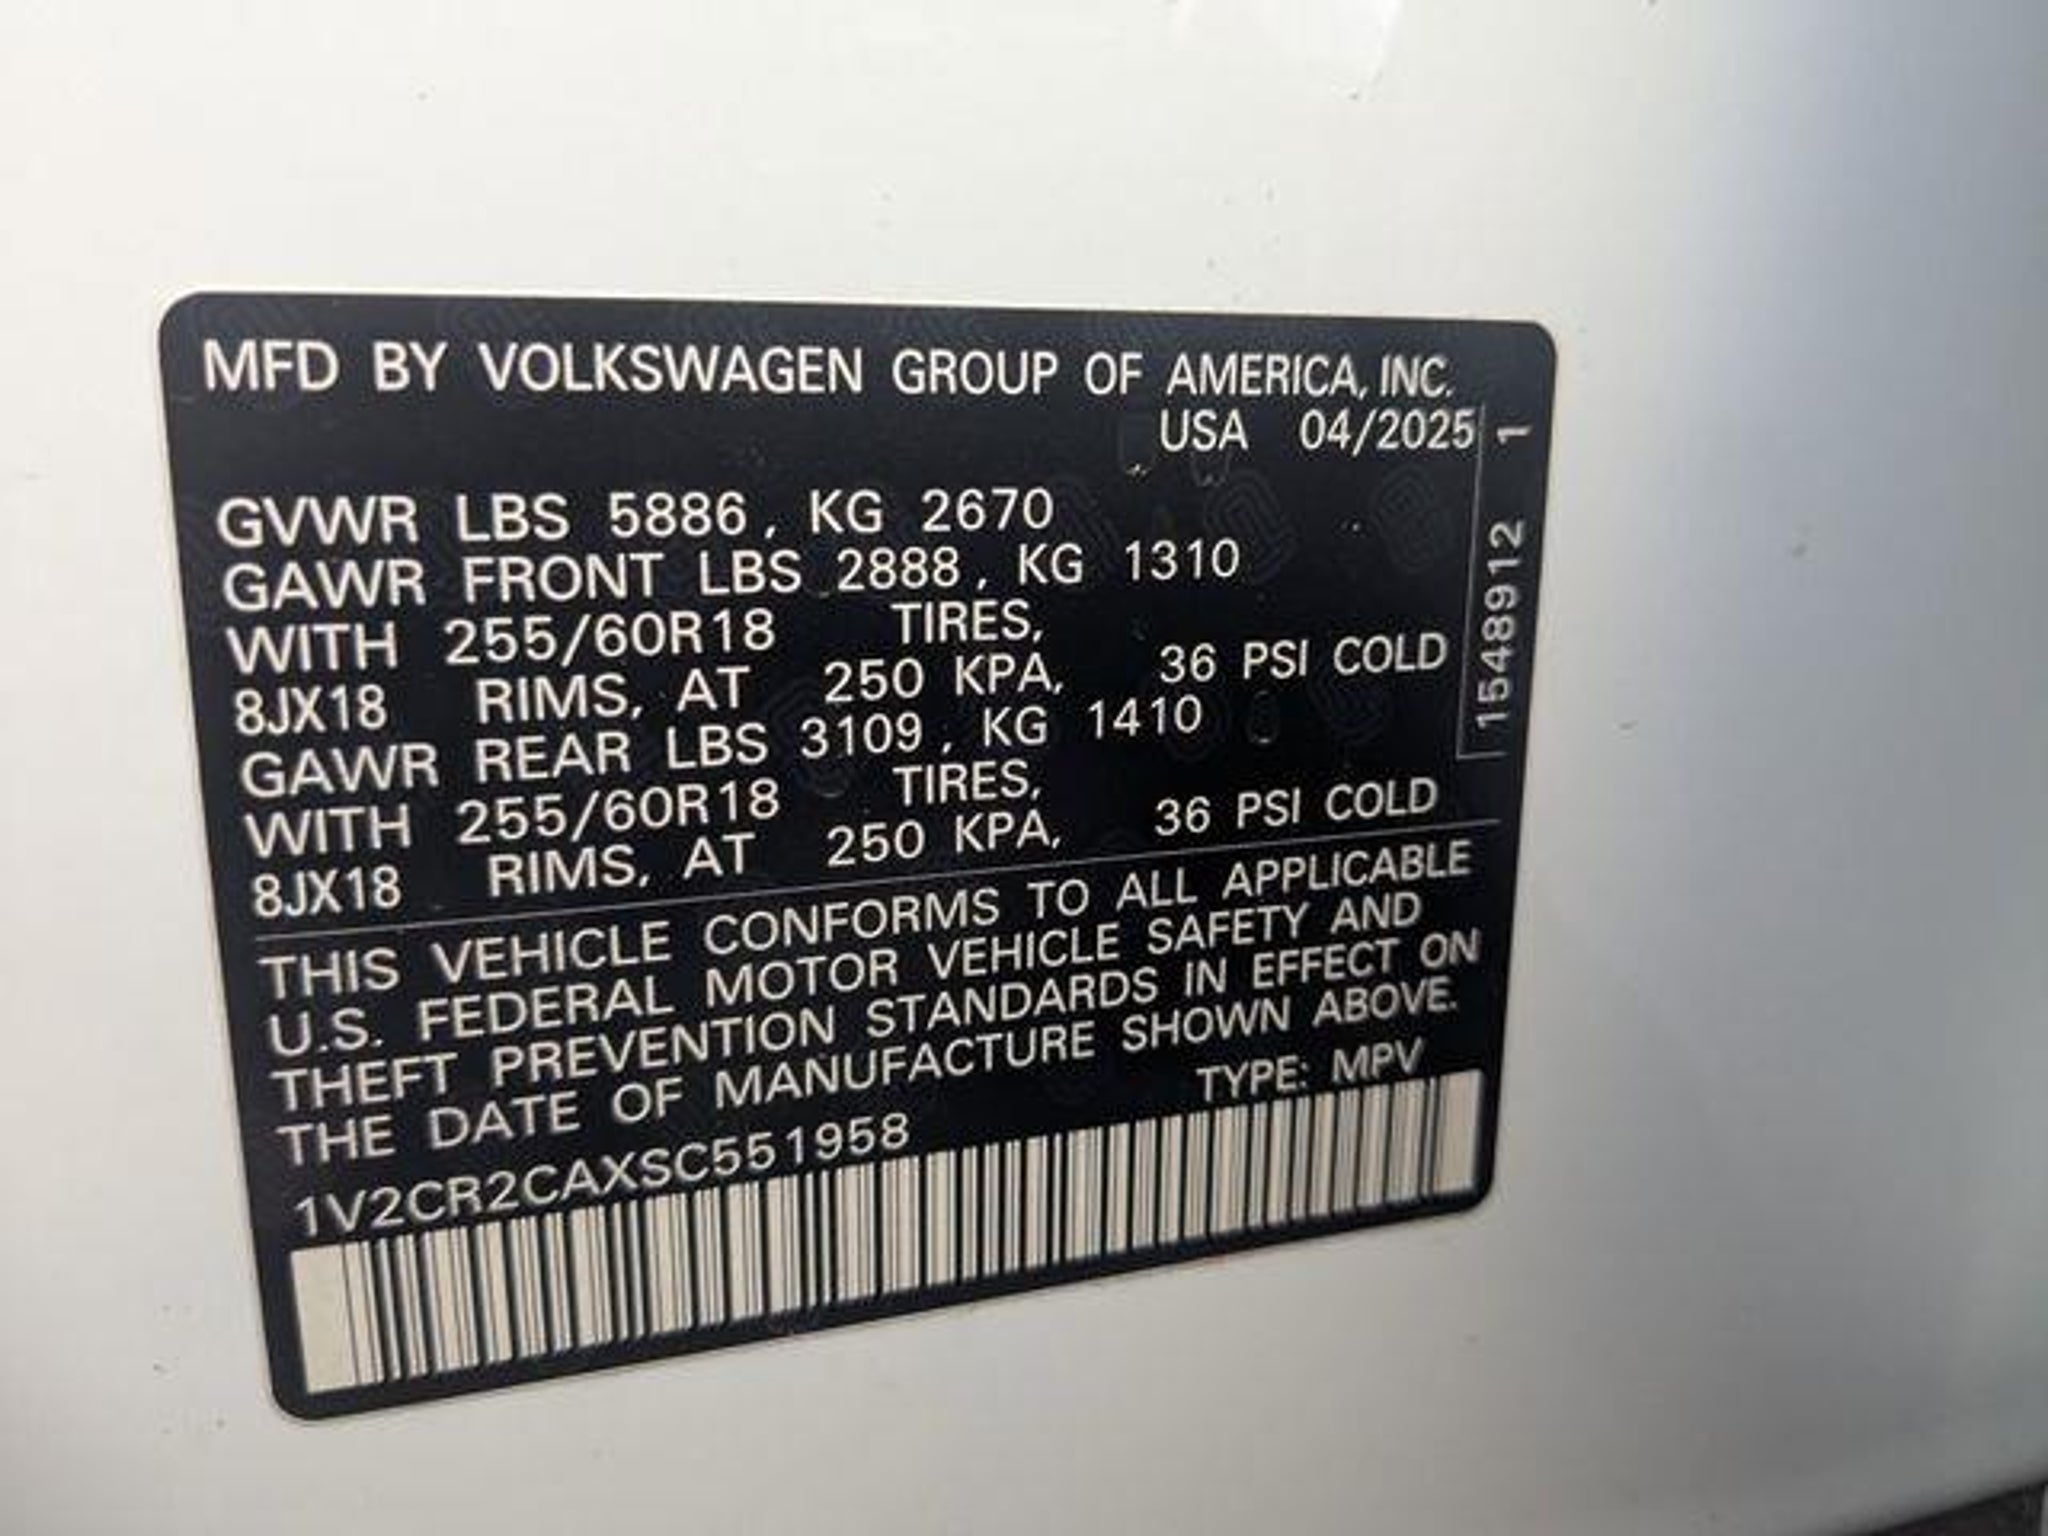 MFD BY VOLKSWAGEN GROUP OF AMERICA, INC.
USA 04/2025
GVWR LBS 5886, KG 2670
GAWR FRONT LBS 2888, KG 1310
WITH 255/60R18 TIRES,
8JX18 RIMS, AT 250 KPA, 36 PSI COLD
GAWR REAR LBS 3109, KG 1410
WITH 255/60R18 TIRES,
8JX18 RIMS, AT 250 KPA, 36 PSI COLD
1548912 1
THIS VEHICLE CONFORMS TO ALL APPLICABLE
U.S. FEDERAL MOTOR VEHICLE SAFETY AND
THEFT PREVENTION STANDARDS IN EFFECT ON
THE DATE OF MANUFACTURE SHOWN ABOVE.
TYPE: MPV
1V2CR2CAXSC551958